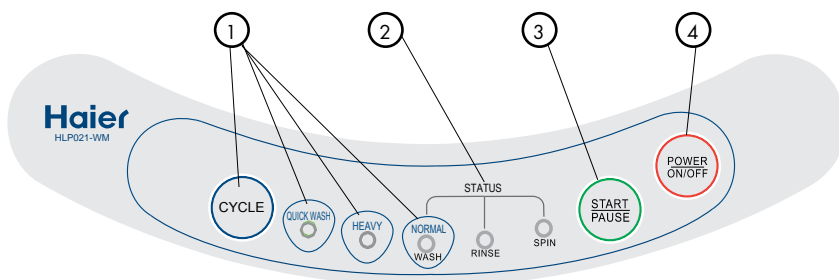 1
2
3
4
Haier
HLP021-WM
POWER
ON/OFF
STATUS
CYCLE
QUICK WASH
HEAVY
NORMAL
WASH
RINSE
SPIN
START
PAUSE